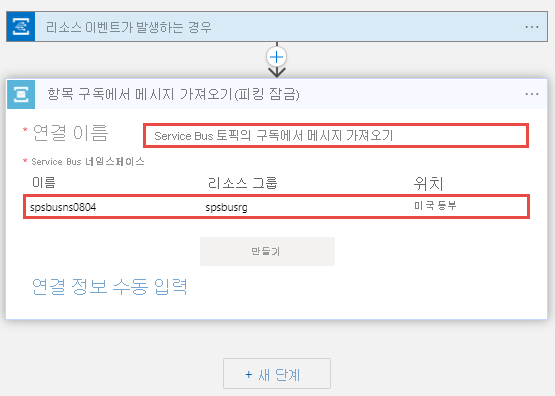 리소스 이벤트가 발생하는 경우
항목 구독에서 메시지 가져오기(피킹 잠금)
* 연결 이름 Service Bus 토픽의 구독에서 메시지 가져오기
* Service Bus 네임스페이스
이름 리소스 그룹 위치
spsbusns0804 spsbusrg 미국 동부
만들기
연결 정보 수동 입력
+ 새 단계